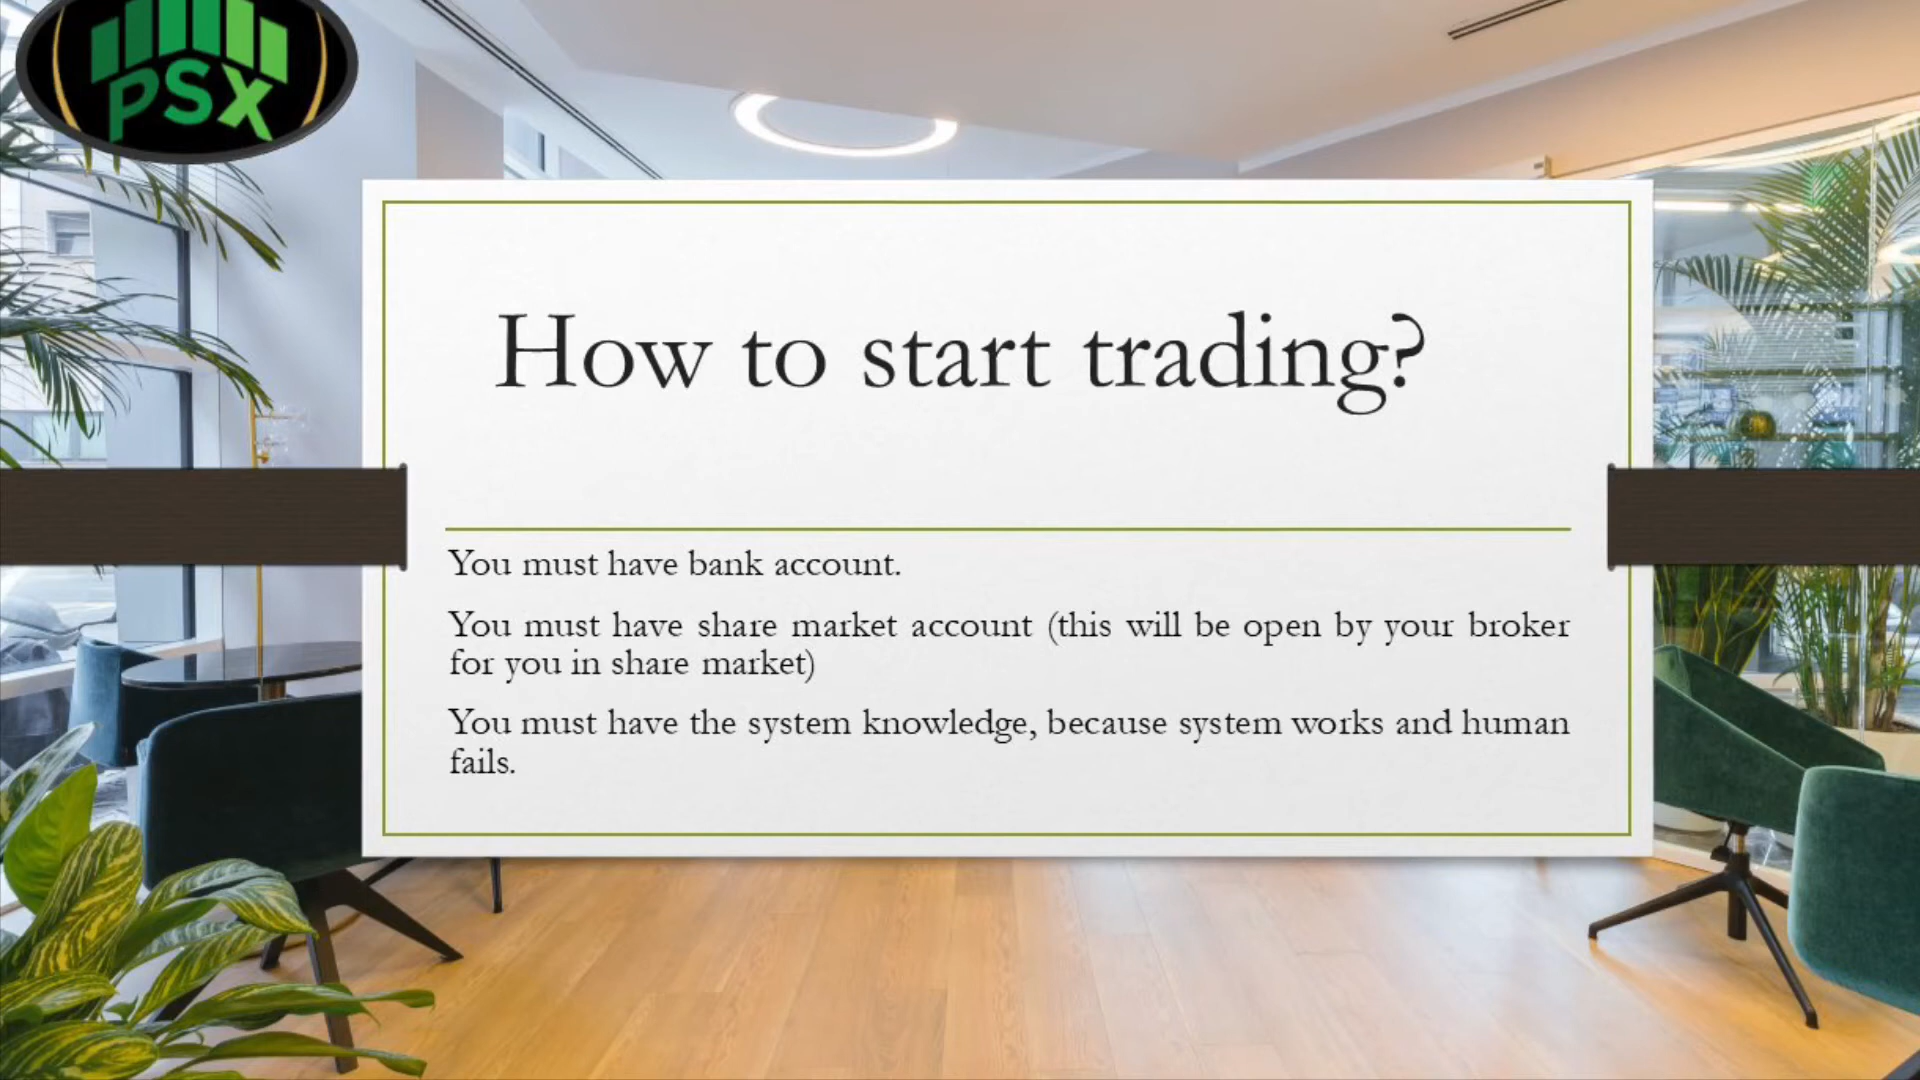 PSX
How to start trading?
You must have bank account.
You must have share market account (this will be open by your broker
for you in share market)
You must have the system knowledge, because system works and human
fails.